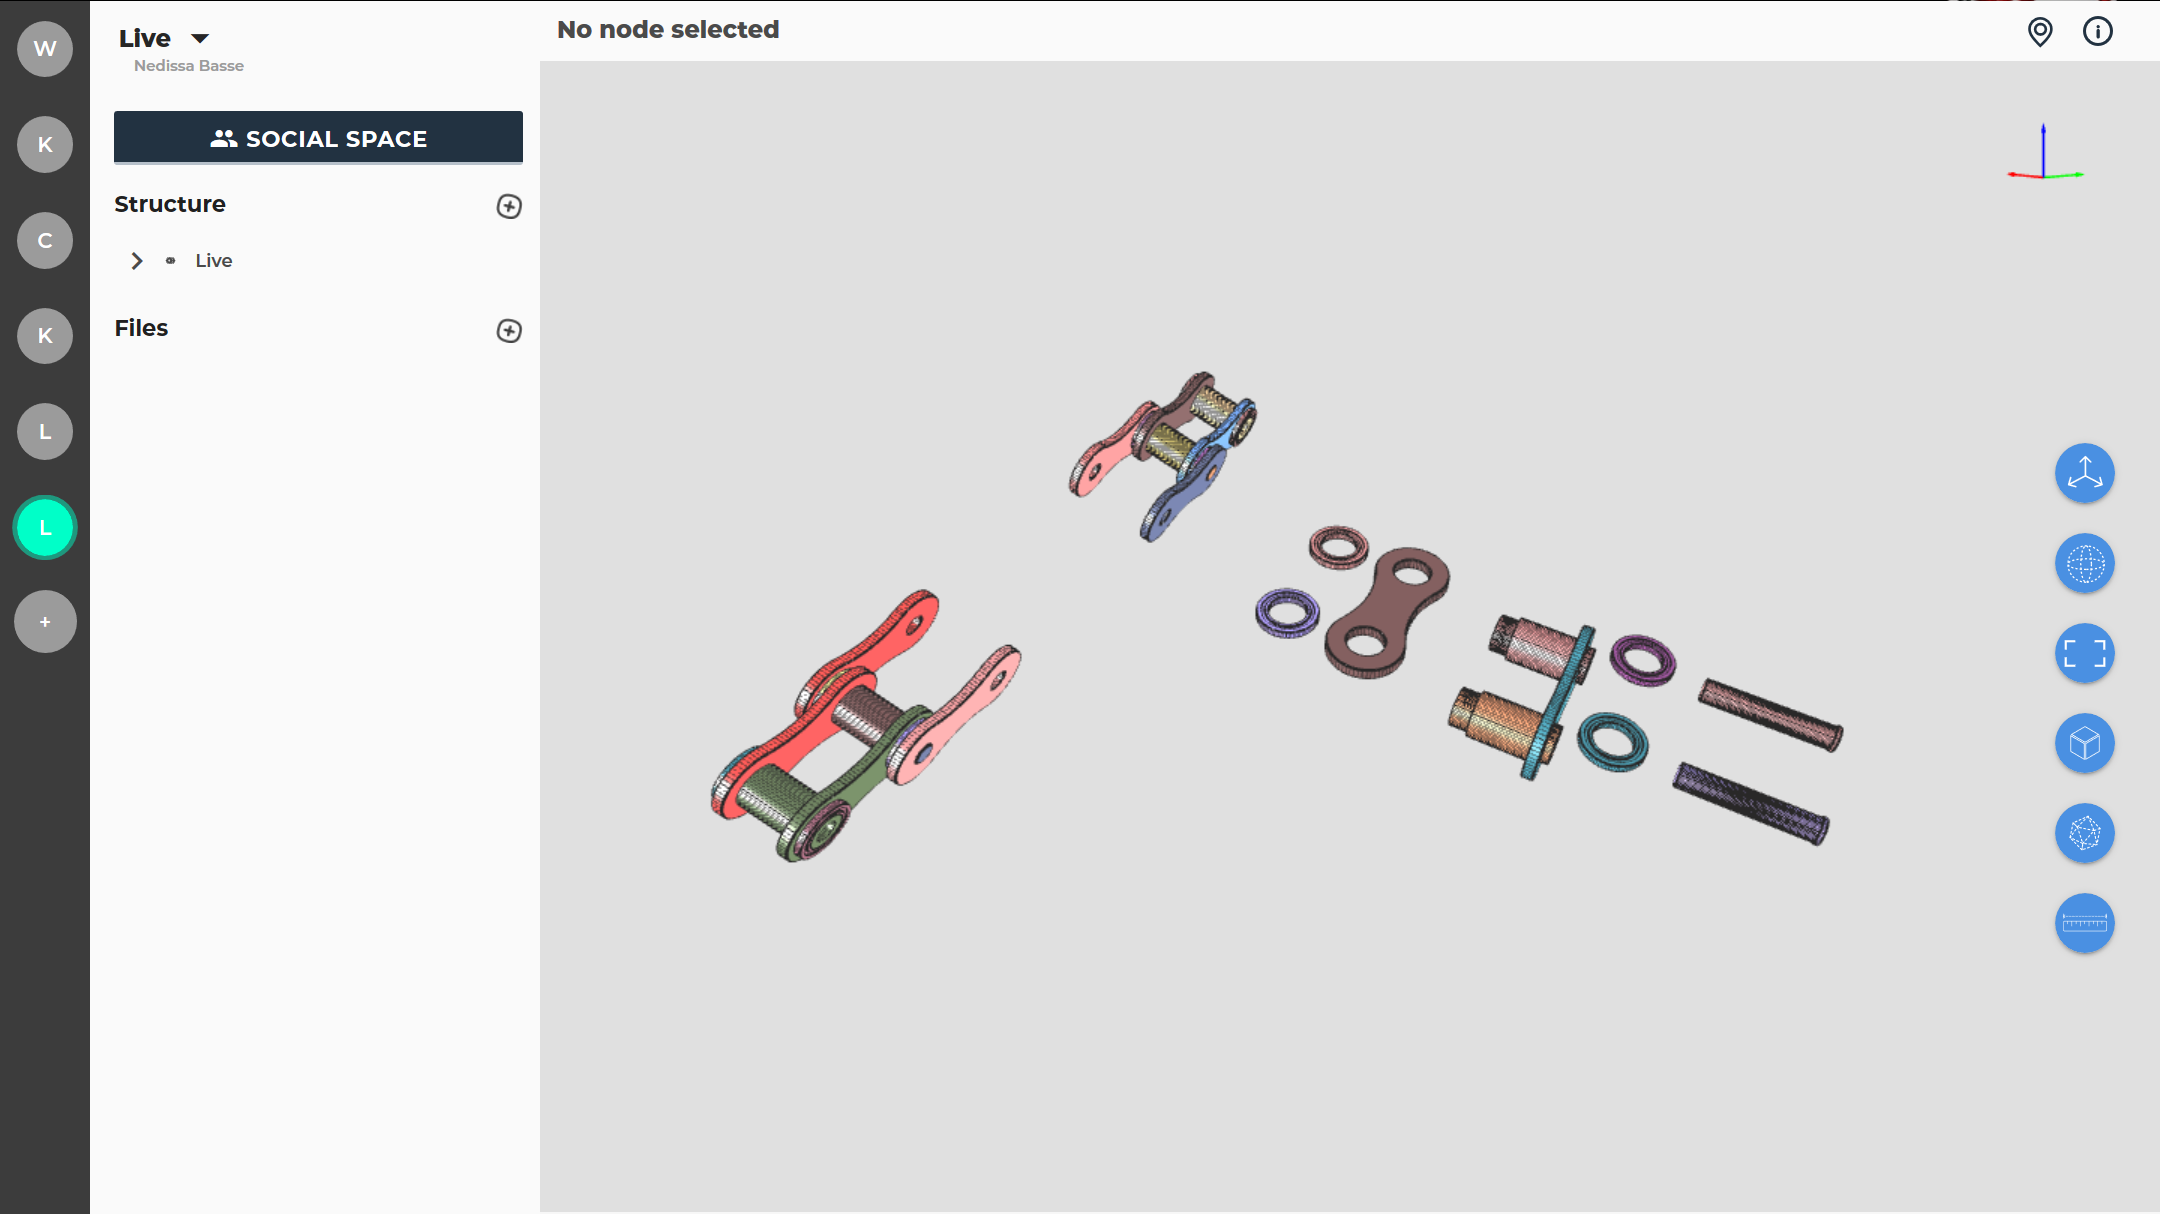 W
K
C
K
L
L
+
Live
Nedissa Basse
SOCIAL SPACE
Structure
Live
Files
No node selected